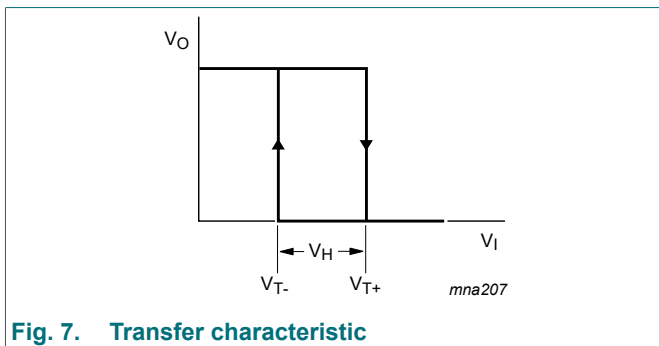 VO
VH
VI
VT-
VT+
mna207
Fig. 7. Transfer characteristic